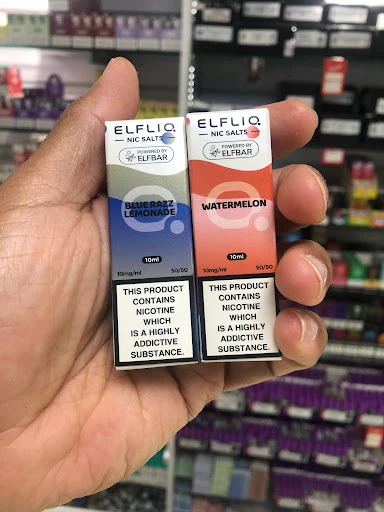 ELFLIQ
NIC SALTS
POWERED BY
ELFBAR
BLUE RAZZ
LEMONADE
10ml
10mg/ml 50/50
THIS PRODUCT
CONTAINS
NICOTINE
WHICH
IS A HIGHLY
ADDICTIVE
SUBSTANCE.
ELFLIQ
NIC SALTS
POWERED BY
ELFBAR
WATERMELON
10ml
10mg/ml 50/50
THIS PRODUCT
CONTAINS
NICOTINE
WHICH
IS A HIGHLY
ADDICTIVE
SUBSTANCE.